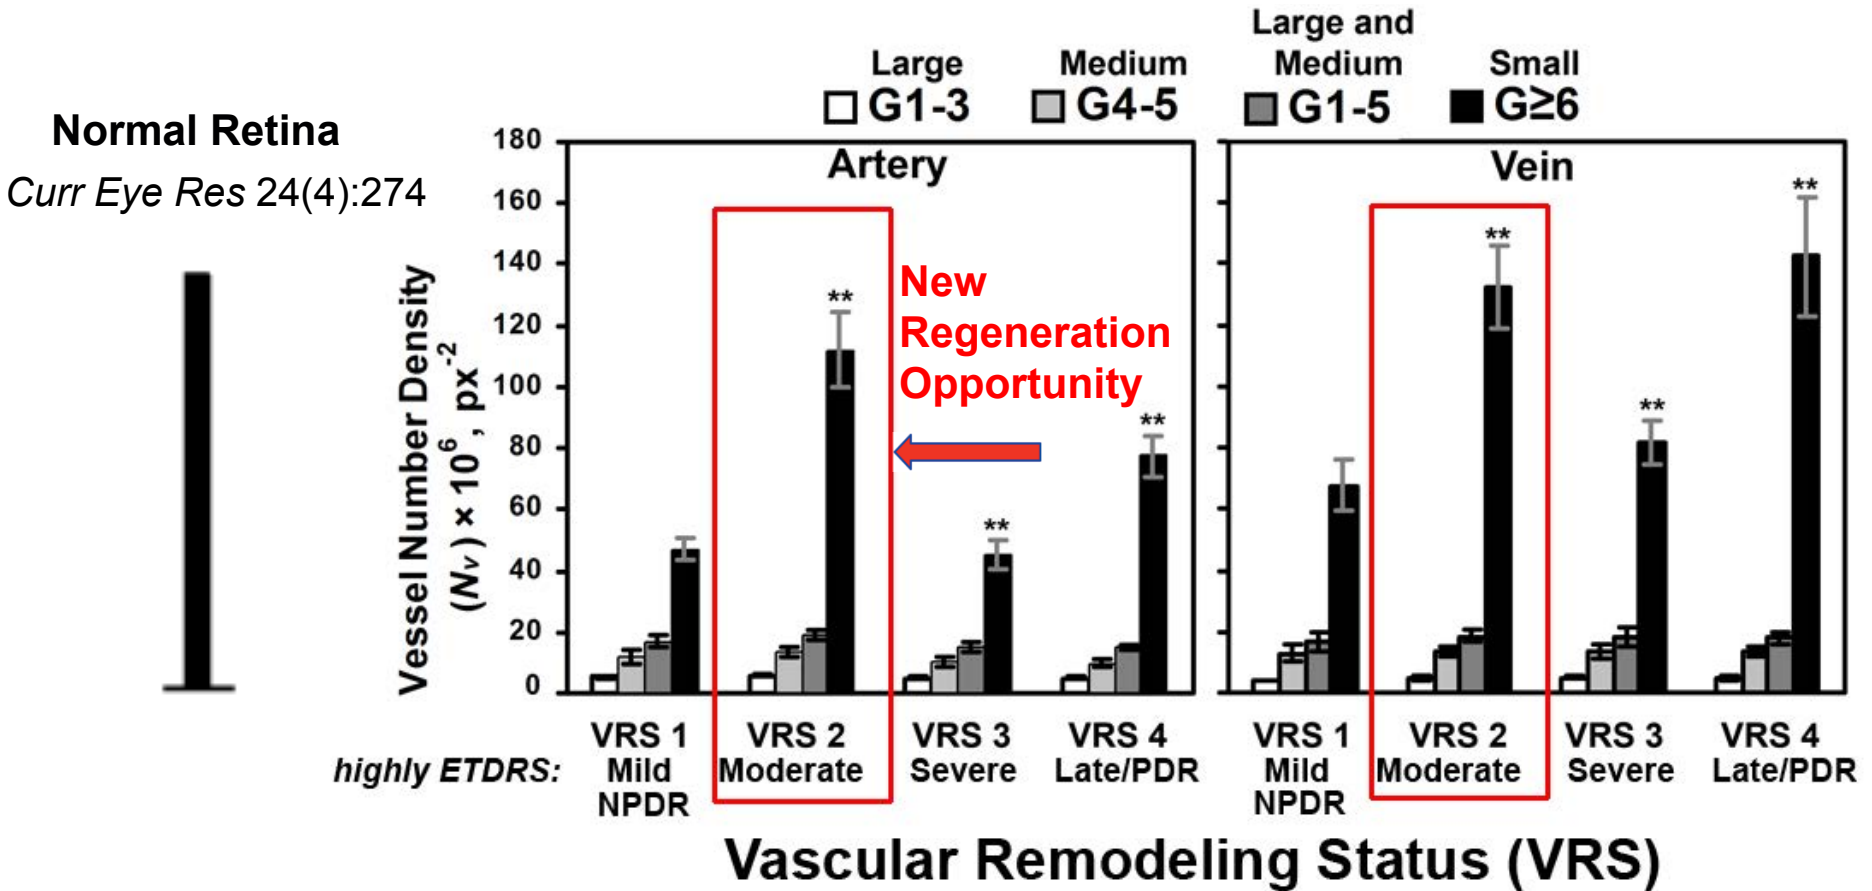 Normal Retina
Curr Eye Res 24(4):274
Large
G1-3
Medium
G4-5
Large and
Medium
G1-5
Small
G≥6
Vessel Number Density
(Nv) × 10^6, px^-2
180
160
140
120
100
80
60
40
20
0
Artery
**
**
**
New
Regeneration
Opportunity
Vein
**
**
**
highly ETDRS:
VRS 1
Mild
NPDR
VRS 2
Moderate
VRS 3
Severe
VRS 4
Late/PDR
VRS 1
Mild
NPDR
VRS 2
Moderate
VRS 3
Severe
VRS 4
Late/PDR
Vascular Remodeling Status (VRS)